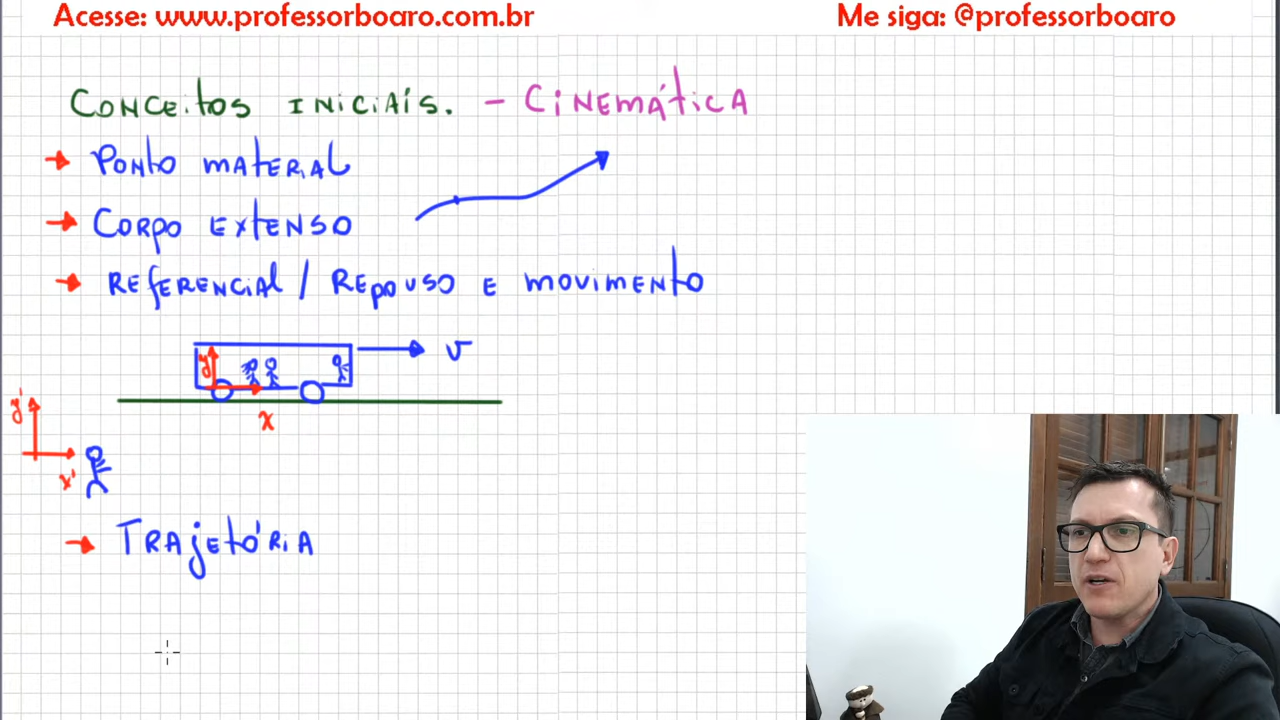 Acesse: www.professorboaro.com.br
Me siga: @professorboaro
CONCEitOS INICIAIS. - CINEMÁTICA
→ PONtO MAtERIAL
→ CORPO EXtENSO
→ REfERENCIAL / REPOUSO E MOVIMENtO
y
v
x
y'
x'
→ TRAjEtÓRIA